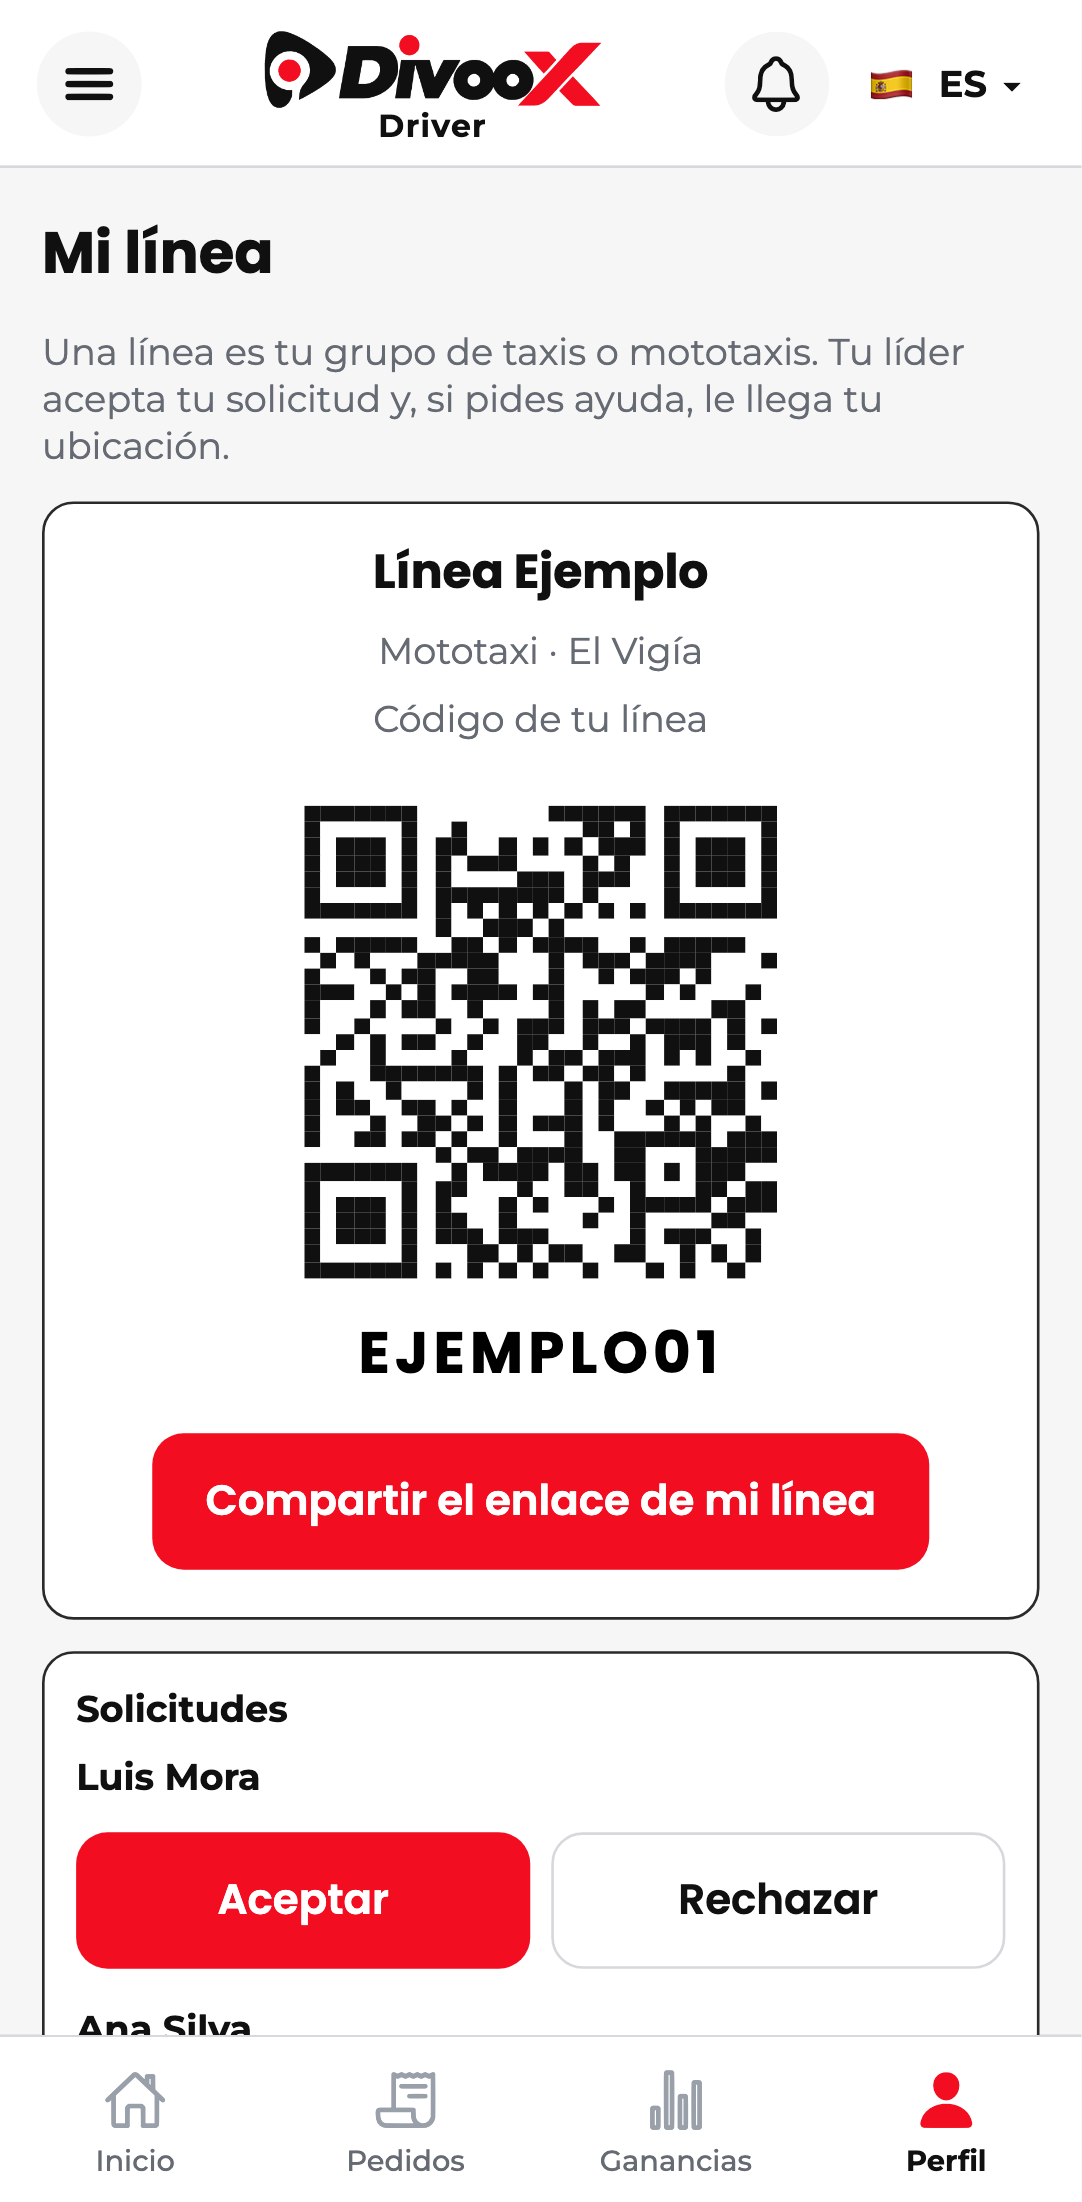 DivooX
Driver
ES
Mi línea
Una línea es tu grupo de taxis o mototaxis. Tu líder
acepta tu solicitud y, si pides ayuda, le llega tu
ubicación.
Línea Ejemplo
Mototaxi · El Vigía
Código de tu línea
EJEMPLO01
Compartir el enlace de mi línea
Solicitudes
Luis Mora
Aceptar
Rechazar
Ana Silva
Inicio
Pedidos
Ganancias
Perfil